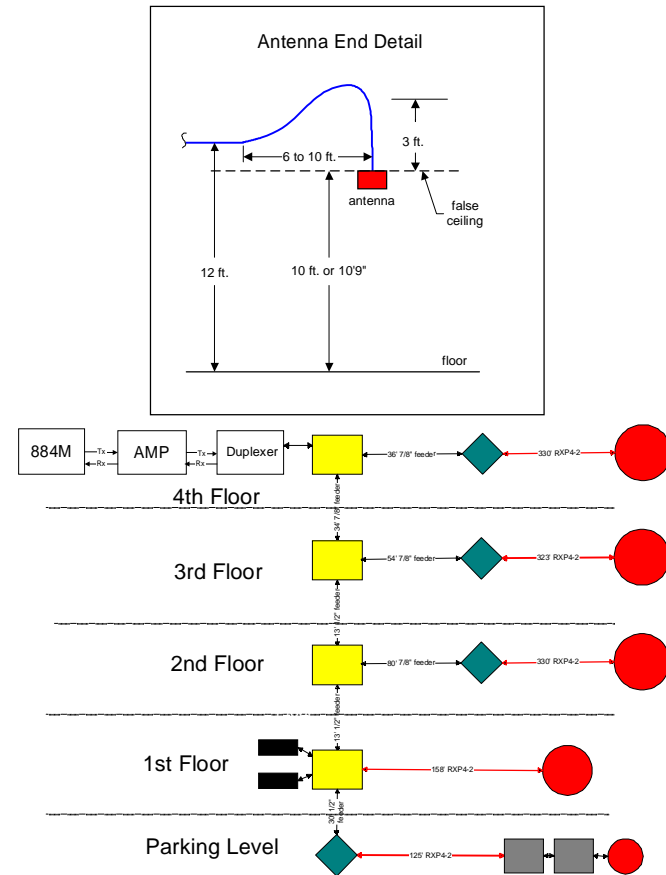 Antenna End Detail
3 ft.
6 to 10 ft.
antenna
false
ceiling
12 ft.
10 ft. or 10'9"
floor
884M
Tx
Rx
AMP
Tx
Rx
Duplexer
36' 7/8" feeder
330' RXP4-2
4th Floor
34' 7/8" feeder
3rd Floor
54' 7/8" feeder
323' RXP4-2
13' 1/2" feeder
2nd Floor
80' 7/8" feeder
330' RXP4-2
13' 1/2" feeder
1st Floor
158' RXP4-2
30' 1/2"
feeder
Parking Level
125' RXP4-2